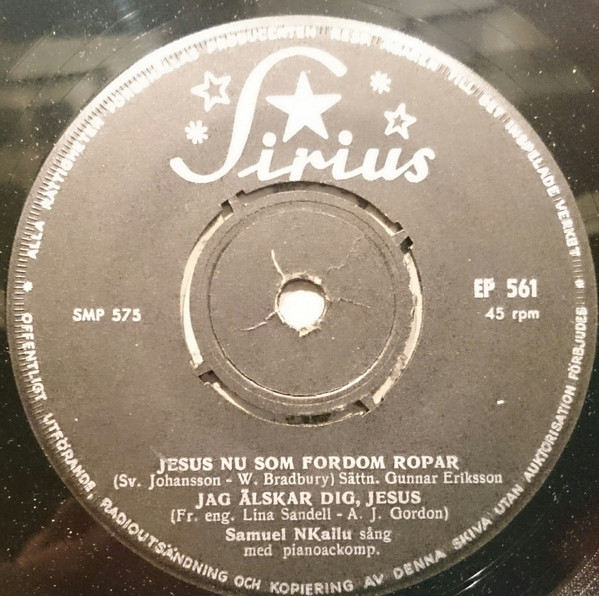 ALLA RÄTTIGHETER FÖRBEHÅLLNA PRODUCENTEN RESP. ÄGAREN TILL DET INSPELADE VERKET
Sirius
SMP 575
EP 561
45 rpm
JESUS NU SOM FORDOM ROPAR
(Sv. Johansson - W. Bradbury) Sättn. Gunnar Eriksson
JAG ÄLSKAR DIG, JESUS
(Fr. eng. Lina Sandell - A. J. Gordon)
Samuel NKailu sång
med pianoackomp.
OFFENTLIGT UTFÖRANDE, RADIOUTSÄNDNING OCH KOPIERING AV DENNA SKIVA UTAN AUKTORISATION FÖRBJUDES